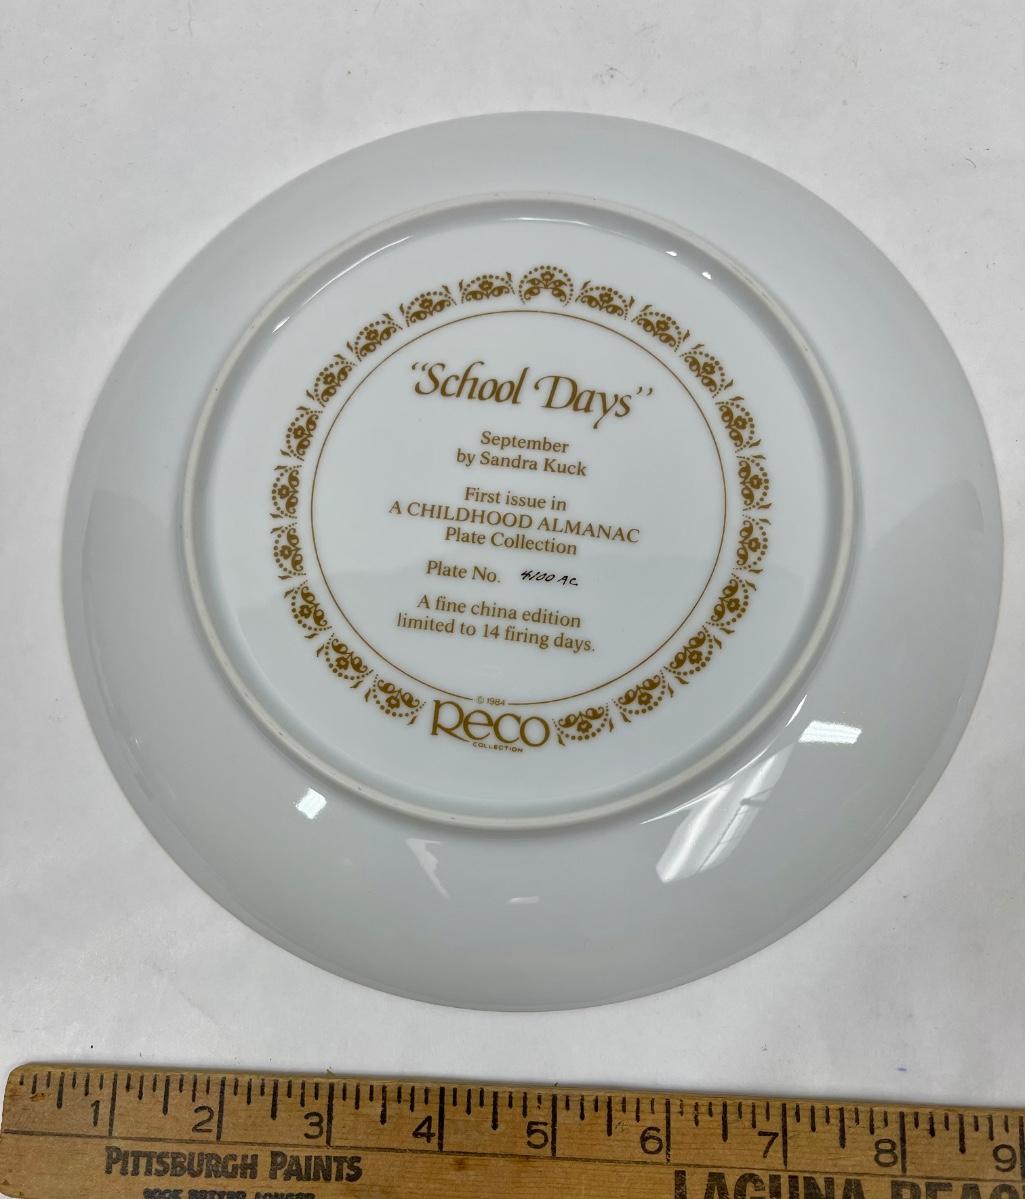 “School Days”
September
by Sandra Kuck
First issue in
A CHILDHOOD ALMANAC
Plate Collection
Plate No. 4100 AC
A fine china edition
limited to 14 firing days.
© 1984
Reco
COLLECTION
1 2 3 4 5 6 7 8 9
PITTSBURGH PAINTS
LAGUNA